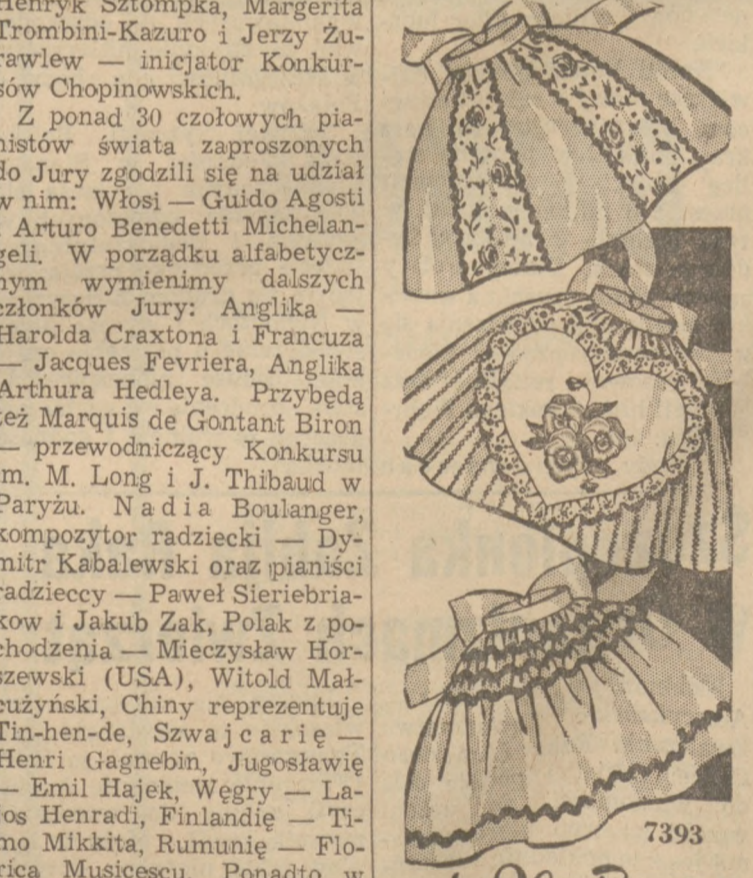 Henryk Sztompka, Margerita
Trombini-Kazuro i Jerzy Żu-
rawlew — inicjator Konkur-
sów Chopinowskich.
Z ponad 30 czołowych pia-
nistów świata zaproszonych
do Jury zgodzili się na udział
w nim: Włosi — Guido Agosti
i Arturo Benedetti Michelan-
geli. W porządku alfabetycz-
nym wymienimy dalszych
członków Jury: Anglika —
Harolda Craxtona i Francuza
— Jacques Fevriera, Anglika
Arthura Hedleya. Przybędą
też Marquis de Gontant Biron
— przewodniczący Konkursu
im. M. Long i J. Thibaud w
Paryżu. Nadia Boulanger,
kompozytor radziecki — Dy-
mitr Kabalewski oraz pianiści
radzieccy — Paweł Sieriebria-
kow i Jakub Zak, Polak z po-
chodzenia — Mieczysław Hor-
szewski (USA), Witold Mał-
cużyński, Chiny reprezentuje
Tin-hen-de, Szwajcarię —
Henri Gagnebin, Jugosławię
— Emil Hajek, Węgry — La-
jos Henradi, Finlandię — Ti-
mo Mikkita, Rumunię — Flo-
rica Musicescu. Ponadto w
7393